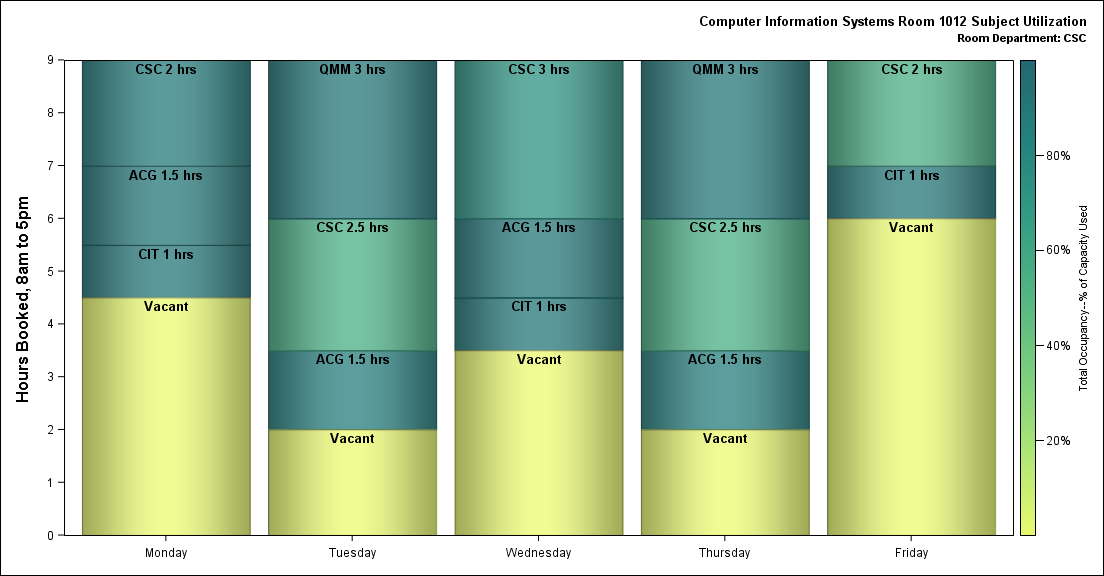 Computer Information Systems Room 1012 Subject Utilization
Room Department: CSC
Hours Booked, 8am to 5pm
9
8
7
6
5
4
3
2
1
0
CSC 2 hrs
ACG 1.5 hrs
CIT 1 hrs
Vacant
QMM 3 hrs
CSC 2.5 hrs
ACG 1.5 hrs
Vacant
CSC 3 hrs
ACG 1.5 hrs
CIT 1 hrs
Vacant
QMM 3 hrs
CSC 2.5 hrs
ACG 1.5 hrs
Vacant
CSC 2 hrs
CIT 1 hrs
Vacant
Monday
Tuesday
Wednesday
Thursday
Friday
80%
60%
40%
20%
Total Occupancy--% of Capacity Used